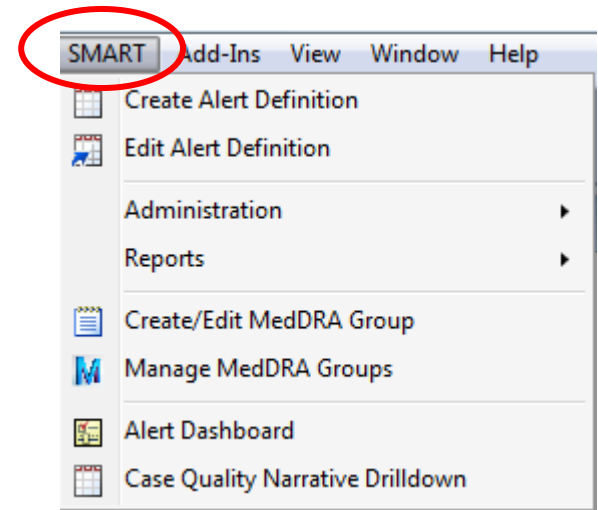 SMART Add-Ins View Window Help
Create Alert Definition
Edit Alert Definition
Administration
Reports
Create/Edit MedDRA Group
Manage MedDRA Groups
Alert Dashboard
Case Quality Narrative Drilldown